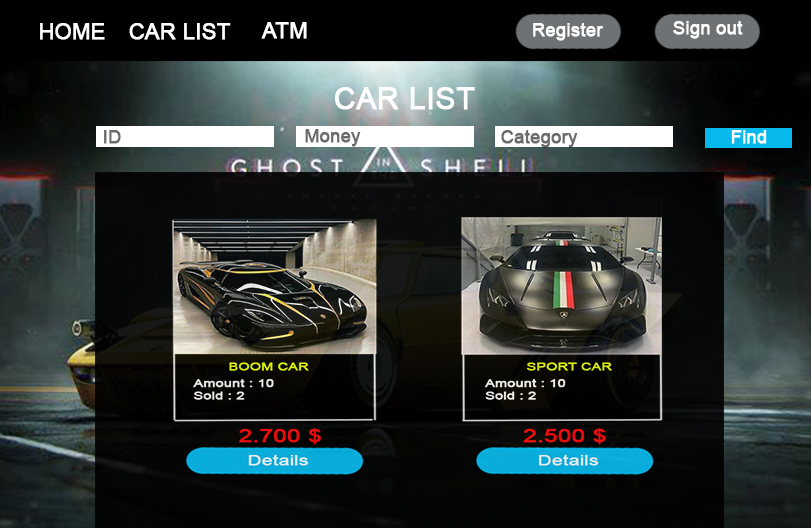 HOME CAR LIST ATM Register Sign out
CAR LIST
ID Money Category Find
GHOST IN SHELL
BOOM CAR
Amount : 10
Sold : 2
2.700 $
Details
SPORT CAR
Amount : 10
Sold : 2
2.500 $
Details